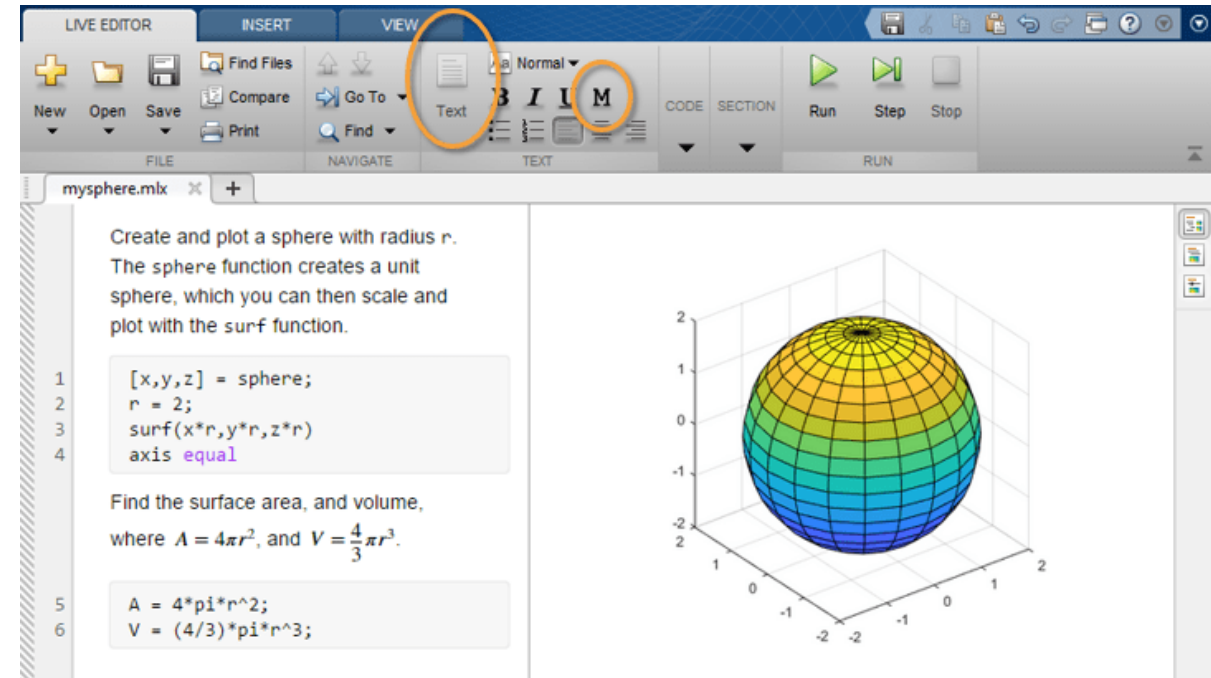 LIVE EDITOR INSERT VIEW
Find Files
Compare
Print
New Open Save
FILE
Go To
Find
NAVIGATE
Text
Aa Normal
B I U M
TEXT
CODE SECTION
Run Step Stop
RUN
mysphere.mlx
Create and plot a sphere with radius r.
The sphere function creates a unit
sphere, which you can then scale and
plot with the surf function.
1 [x,y,z] = sphere;
2 r = 2;
3 surf(x*r,y*r,z*r)
4 axis equal
Find the surface area, and volume,
where A = 4πr², and V = 4/3 πr³.
5 A = 4*pi*r^2;
6 V = (4/3)*pi*r^3;
2
1
0
-1
-2
2 1 0 -1 -2
-2 -1 0 1 2